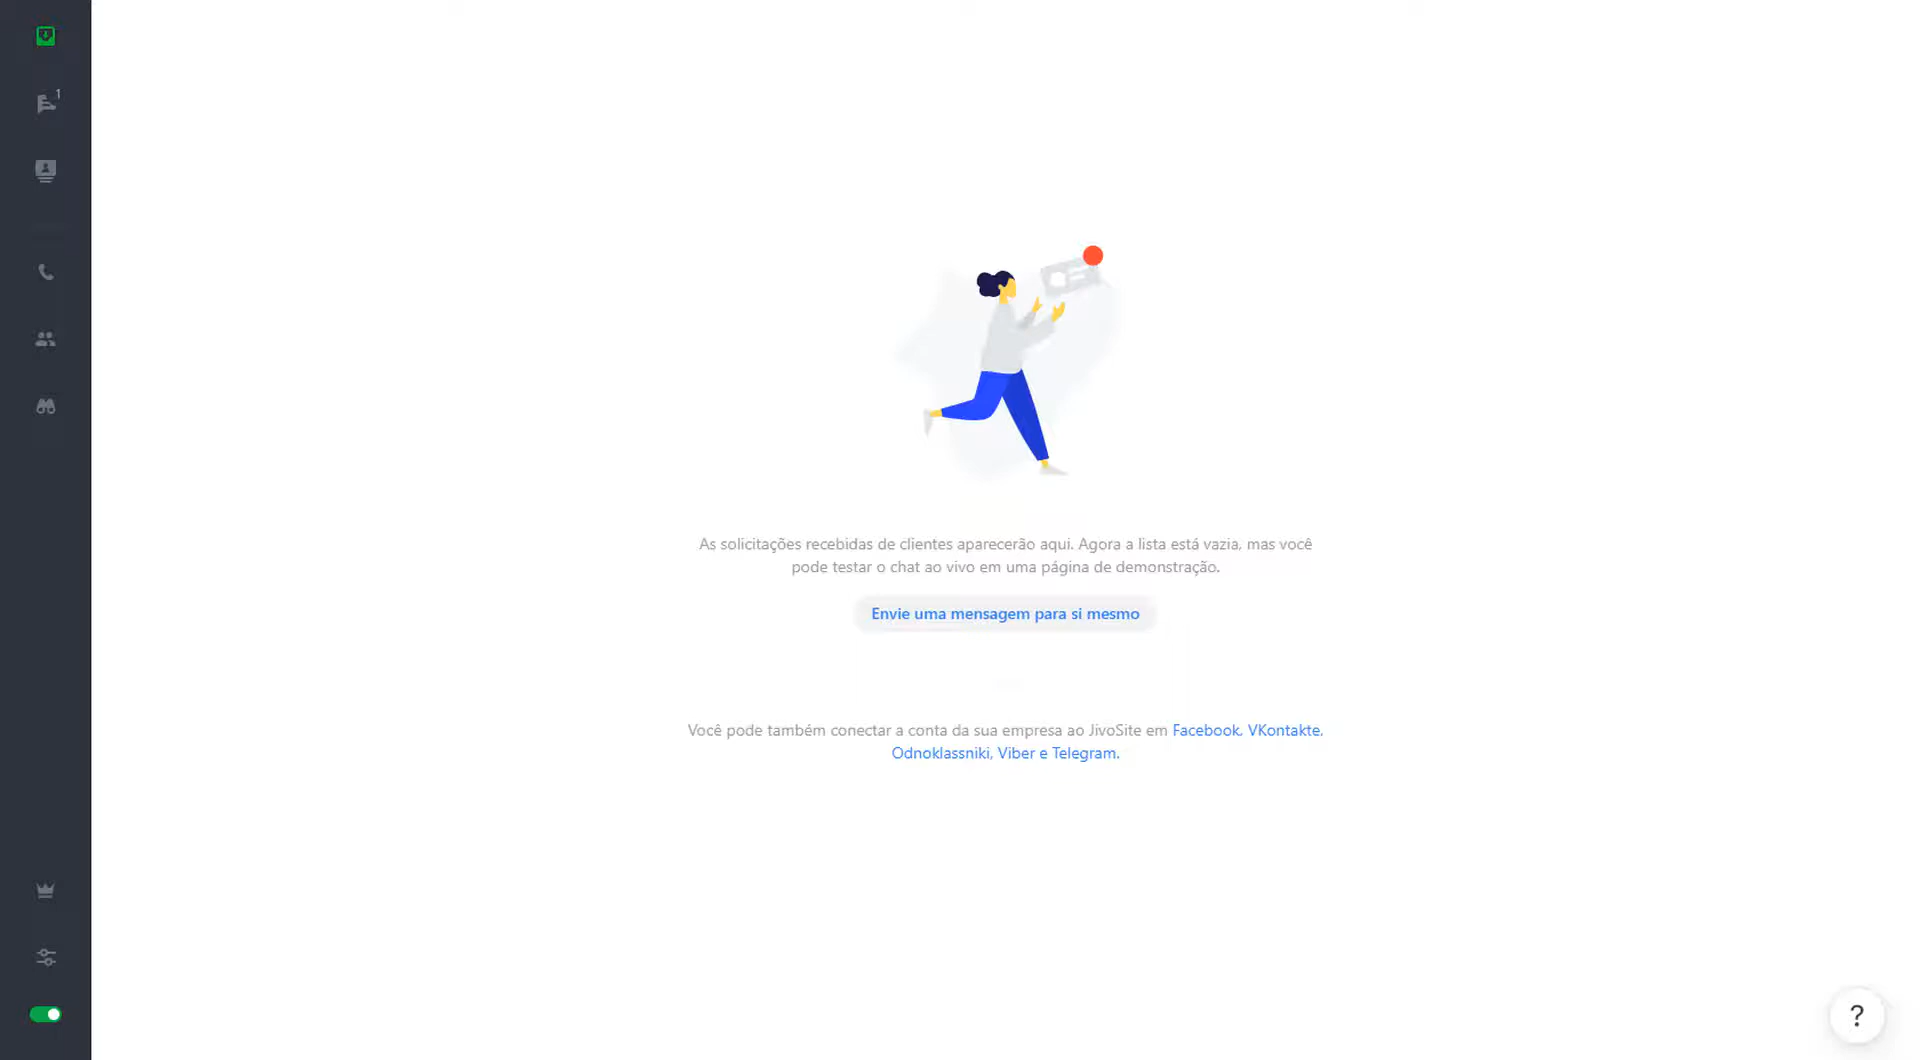 1
As solicitações recebidas de clientes aparecerão aqui. Agora a lista está vazia, mas você
pode testar o chat ao vivo em uma página de demonstração.
Envie uma mensagem para si mesmo
Você pode também conectar a conta da sua empresa ao JivoSite em Facebook, VKontakte,
Odnoklassniki, Viber e Telegram.
?